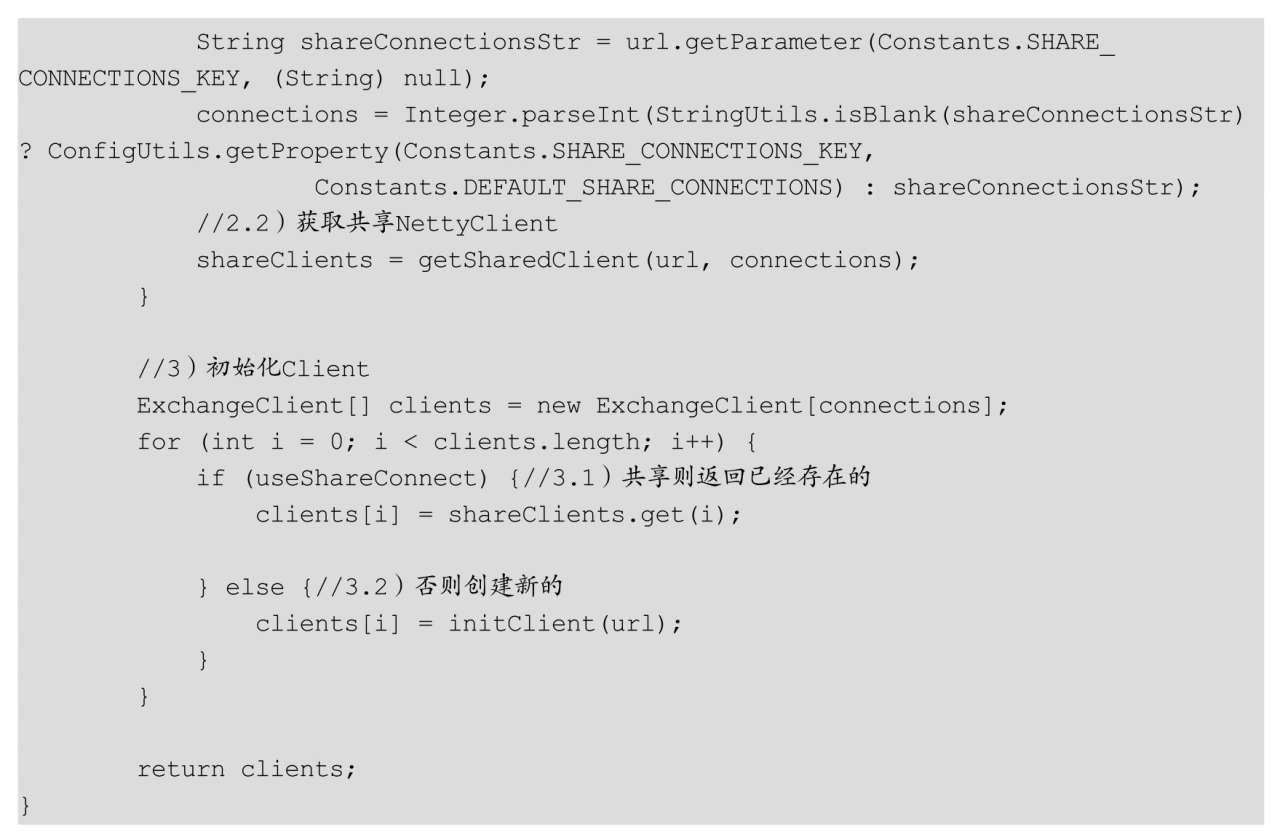 String shareConnectionsStr = url.getParameter(Constants.SHARE_
CONNECTIONS_KEY, (String) null);
connections = Integer.parseInt(StringUtils.isBlank(shareConnectionsStr)
? ConfigUtils.getProperty(Constants.SHARE_CONNECTIONS_KEY,
Constants.DEFAULT_SHARE_CONNECTIONS) : shareConnectionsStr);
//2.2）获取共享NettyClient
shareClients = getSharedClient(url, connections);
}
//3）初始化Client
ExchangeClient[] clients = new ExchangeClient[connections];
for (int i = 0; i < clients.length; i++) {
if (useShareConnect) {//3.1）共享则返回已经存在的
clients[i] = shareClients.get(i);
} else {//3.2）否则创建新的
clients[i] = initClient(url);
}
}
return clients;
}